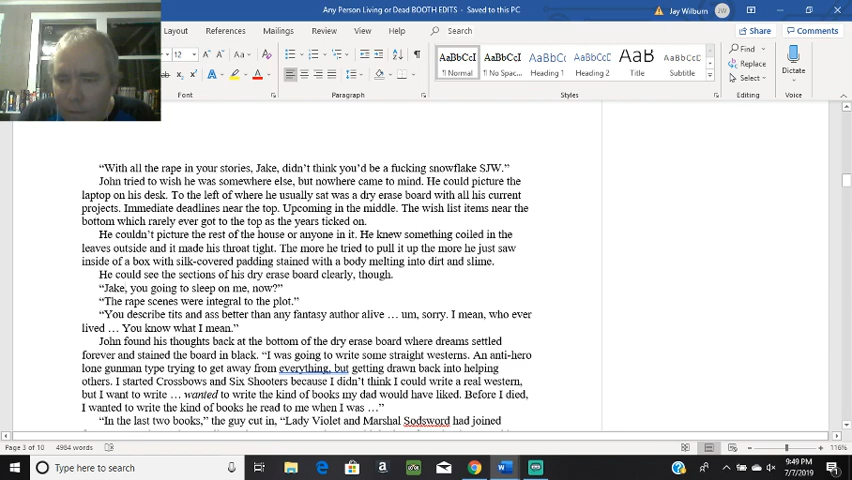 Any Person Living or Dead BOOTH EDITS - Saved to this PC
Jay Wilburn
JW
Layout References Mailings Review View Help Search
Share Comments
12
Aa
Font
Paragraph
AaBbCcI AaBbCcI AaBbC( AaBbCcI AaB AaBbCcI
¶ Normal ¶ No Spac... Heading 1 Heading 2 Title Subtitle
Styles
Find
Replace
Select
Editing
Dictate
Voice
“With all the rape in your stories, Jake, didn’t think you’d be a fucking snowflake SJW.”
John tried to wish he was somewhere else, but nowhere came to mind. He could picture the
laptop on his desk. To the left of where he usually sat was a dry erase board with all his current
projects. Immediate deadlines near the top. Upcoming in the middle. The wish list items near the
bottom which rarely ever got to the top as the years ticked on.
He couldn’t picture the rest of the house or anyone in it. He knew something coiled in the
leaves outside and it made his throat tight. The more he tried to pull it up the more he just saw
inside of a box with silk-covered padding stained with a body melting into dirt and slime.
He could see the sections of his dry erase board clearly, though.
“Jake, you going to sleep on me, now?”
“The rape scenes were integral to the plot.”
“You describe tits and ass better than any fantasy author alive … um, sorry. I mean, who ever
lived … You know what I mean.”
John found his thoughts back at the bottom of the dry erase board where dreams settled
forever and stained the board in black. “I was going to write some straight westerns. An anti-hero
lone gunman type trying to get away from everything, but getting drawn back into helping
others. I started Crossbows and Six Shooters because I didn’t think I could write a real western,
but I want to write … wanted to write the kind of books my dad would have liked. Before I died,
I wanted to write the kind of books he read to me when I was …”
“In the last two books,” the guy cut in, “Lady Violet and Marshal Sodsword had joined
Page 3 of 10 4984 words
116%
Type here to search
9:49 PM
7/7/2019